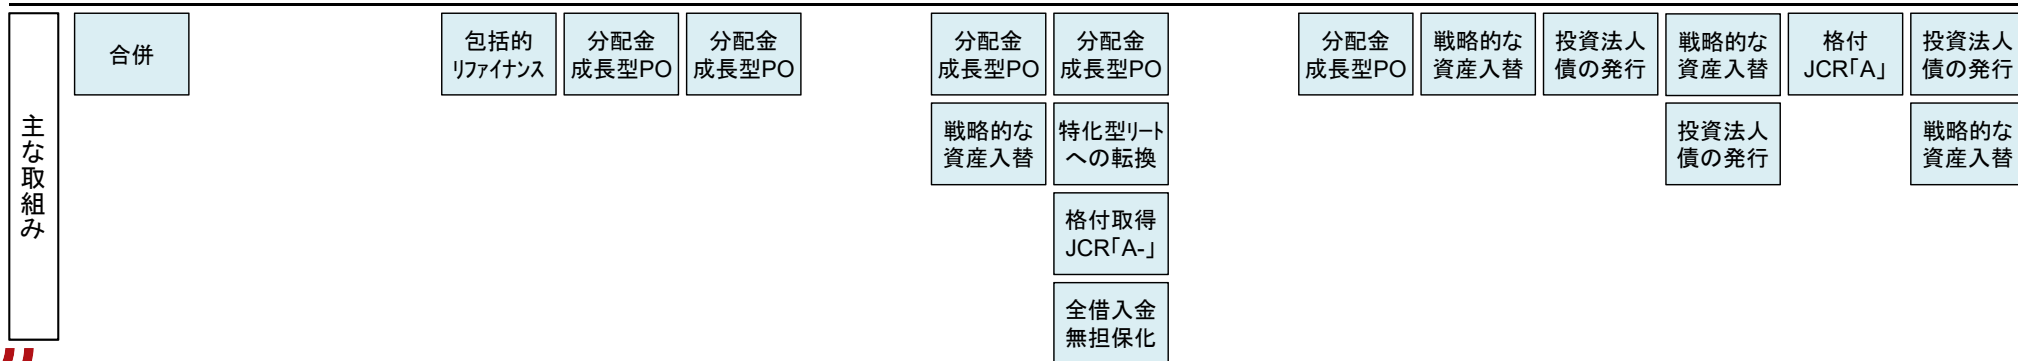 主な取組み
合併
包括的
リファイナンス
分配金
成長型PO
分配金
成長型PO
分配金
成長型PO
戦略的な
資産入替
分配金
成長型PO
特化型リート
への転換
格付取得
JCR「A-」
全借入金
無担保化
分配金
成長型PO
戦略的な
資産入替
投資法人
債の発行
戦略的な
資産入替
投資法人
債の発行
格付
JCR「A」
投資法人
債の発行
戦略的な
資産入替